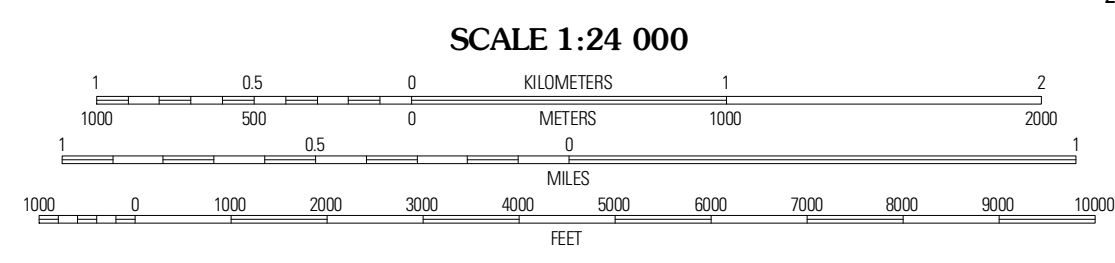 SCALE 1:24 000
1 0.5 0 KILOMETERS 1 2
1000 500 0 METERS 1000 2000
1 0.5 0 1
MILES
1000 0 1000 2000 3000 4000 5000 6000 7000 8000 9000 10000
FEET